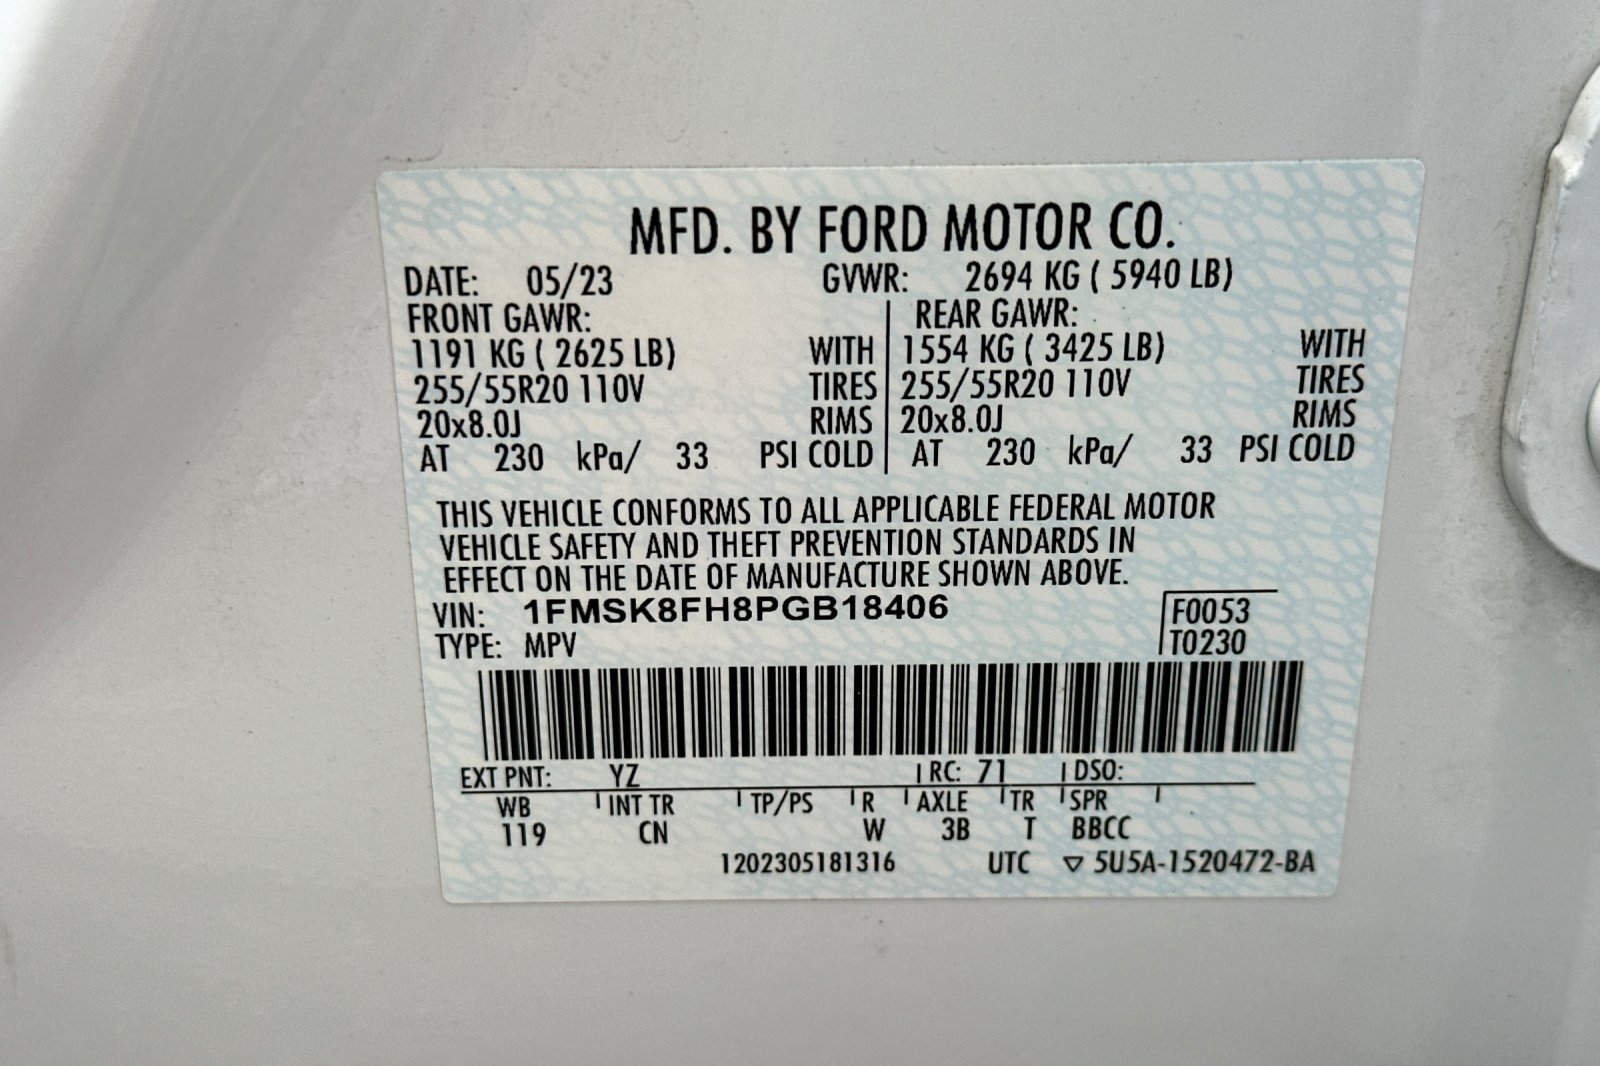 MFD. BY FORD MOTOR CO.
DATE: 05/23 GVWR: 2694 KG ( 5940 LB)
FRONT GAWR: REAR GAWR:
1191 KG ( 2625 LB) WITH 1554 KG ( 3425 LB) WITH
255/55R20 110V TIRES 255/55R20 110V TIRES
20x8.0J RIMS 20x8.0J RIMS
AT 230 kPa/ 33 PSI COLD AT 230 kPa/ 33 PSI COLD
THIS VEHICLE CONFORMS TO ALL APPLICABLE FEDERAL MOTOR
VEHICLE SAFETY AND THEFT PREVENTION STANDARDS IN
EFFECT ON THE DATE OF MANUFACTURE SHOWN ABOVE.
VIN: 1FMSK8FH8PGB18406 F0053
TYPE: MPV T0230
EXT PNT: YZ RC: 71 DSO:
WB INT TR TP/PS R AXLE TR SPR
119 CN W 3B T BBCC
1202305181316 UTC ▽ 5U5A-1520472-BA